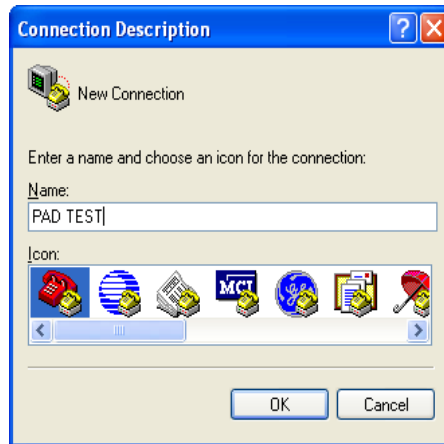 Connection Description
New Connection
Enter a name and choose an icon for the connection:
Name:
PAD TEST
Icon:
MCI
OK Cancel